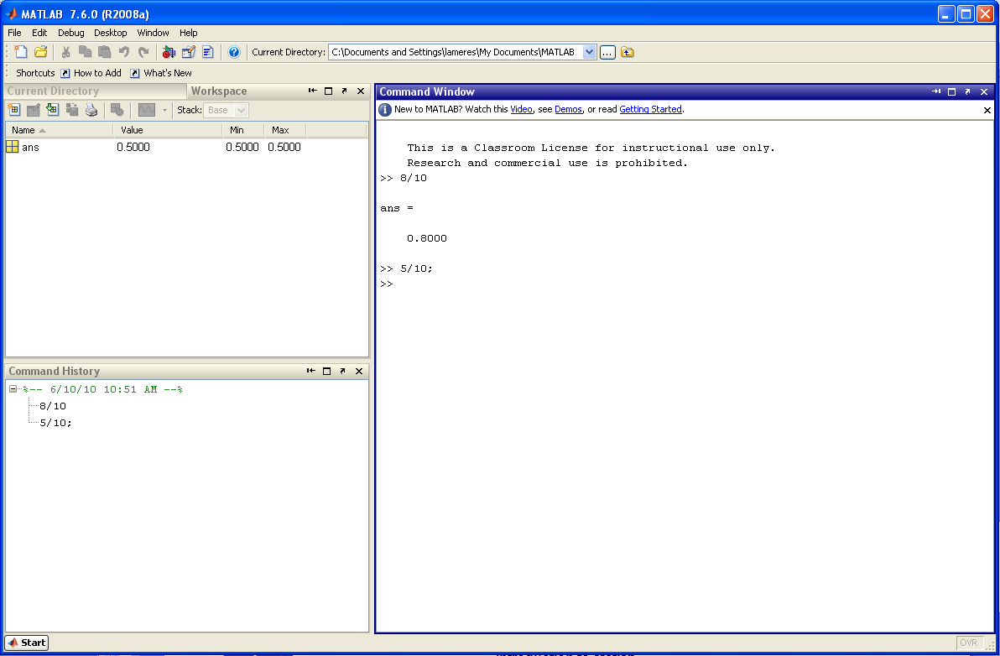 MATLAB 7.6.0 (R2008a)
File Edit Debug Desktop Window Help
Current Directory: C:\Documents and Settings\lameres\My Documents\MATLAB ...
Shortcuts How to Add What's New
Current Directory Workspace
Stack: Base
Name Value Min Max
ans 0.5000 0.5000 0.5000
Command History
%-- 6/10/10 10:51 AM --%
8/10
5/10;
Command Window
New to MATLAB? Watch this Video, see Demos, or read Getting Started.
This is a Classroom License for instructional use only.
Research and commercial use is prohibited.
>> 8/10
ans =
0.8000
>> 5/10;
>>
Start
OVR